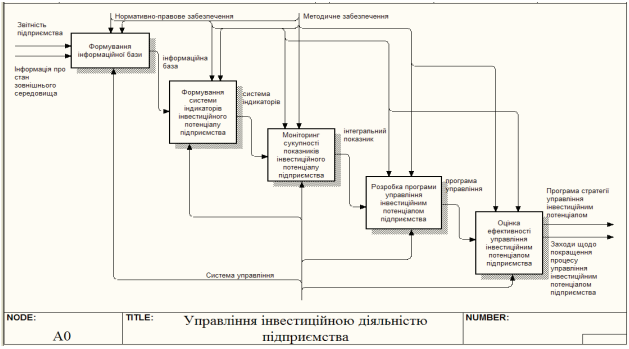 Нормативно-правове забезпечення
Методичне забезпечення
Звітність
підприємства
Інформація про
стан
зовнішнього
середовища
Формування
інформаційної бази
інформаційна
база
Формування
системи
індикаторів
інвестиційного
потенціалу
підприємства
система
індикаторів
Моніторинг
сукупності
показників
інвестиційного
потенціалу
підприємства
інтегральний
показник
Розробка програми
управління
інвестиційним
потенціалом
підприємства
програма
управління
Оцінка
ефективності
управління
інвестиційним
потенціалом
підприємства
Програма стратегії
управління
інвестиційним
потенціалом
Заходи щодо
покращення
процесу
управління
інвестиційним
потенціалом
підприємства
Система управління
NODE:
A0
TITLE:
Управління інвестиційною діяльністю
підприємства
NUMBER: